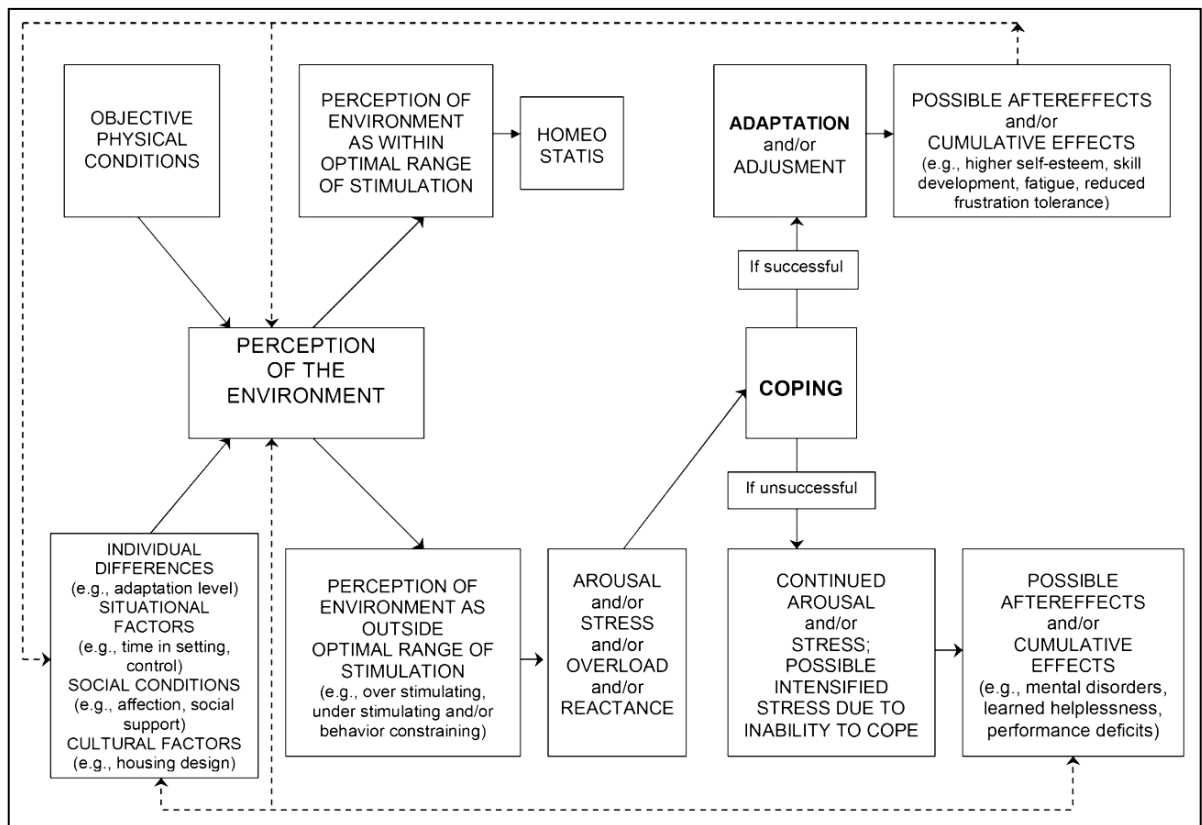 OBJECTIVE
PHYSICAL
CONDITIONS
PERCEPTION OF
ENVIRONMENT
AS WITHIN
OPTIMAL RANGE
OF STIMULATION
HOMEO
STATIS
ADAPTATION
and/or
ADJUSMENT
POSSIBLE AFTEREFFECTS
and/or
CUMULATIVE EFFECTS
(e.g., higher self-esteem, skill
development, fatigue, reduced
frustration tolerance)
If successful
PERCEPTION
OF THE
ENVIRONMENT
COPING
If unsuccessful
INDIVIDUAL
DIFFERENCES
(e.g., adaptation level)
SITUATIONAL
FACTORS
(e.g., time in setting,
control)
SOCIAL CONDITIONS
(e.g., affection, social
support)
CULTURAL FACTORS
(e.g., housing design)
PERCEPTION OF
ENVIRONMENT AS
OUTSIDE
OPTIMAL RANGE OF
STIMULATION
(e.g., over stimulating,
under stimulating and/or
behavior constraining)
AROUSAL
and/or
STRESS
and/or
OVERLOAD
and/or
REACTANCE
CONTINUED
AROUSAL
and/or
STRESS;
POSSIBLE
INTENSIFIED
STRESS DUE TO
INABILITY TO COPE
POSSIBLE
AFTEREFFECTS
and/or
CUMULATIVE
EFFECTS
(e.g., mental disorders,
learned helplessness,
performance deficits)